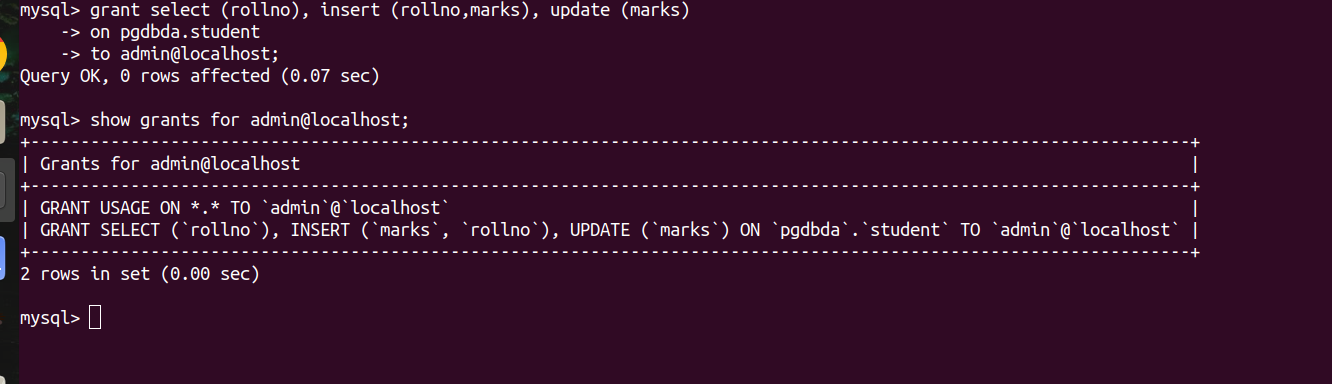 mysql> grant select (rollno), insert (rollno,marks), update (marks)
    -> on pgdbda.student
    -> to admin@localhost;
Query OK, 0 rows affected (0.07 sec)
mysql> show grants for admin@localhost;
+--------------------------------------------------------------------------------------------------------------------+
| Grants for admin@localhost                                                                                         |
+--------------------------------------------------------------------------------------------------------------------+
| GRANT USAGE ON *.* TO `admin`@`localhost`                                                                          |
| GRANT SELECT (`rollno`), INSERT (`marks`, `rollno`), UPDATE (`marks`) ON `pgdbda`.`student` TO `admin`@`localhost` |
+--------------------------------------------------------------------------------------------------------------------+
2 rows in set (0.00 sec)
mysql>